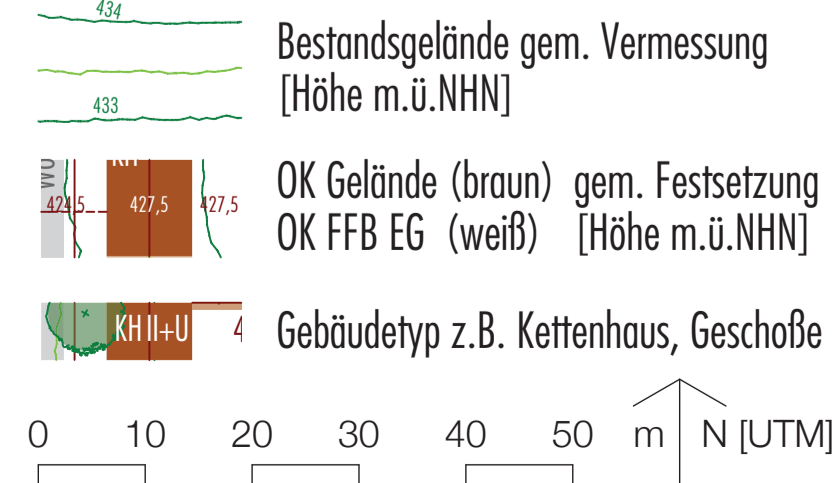 434
433
Bestandsgelände gem. Vermessung
[Höhe m.ü.NHN]
424,5 427,5 427,5
OK Gelände (braun) gem. Festsetzung
OK FFB EG (weiß) [Höhe m.ü.NHN]
KH II+U 4
Gebäudetyp z.B. Kettenhaus, Geschoße
0 10 20 30 40 50 m N [UTM]